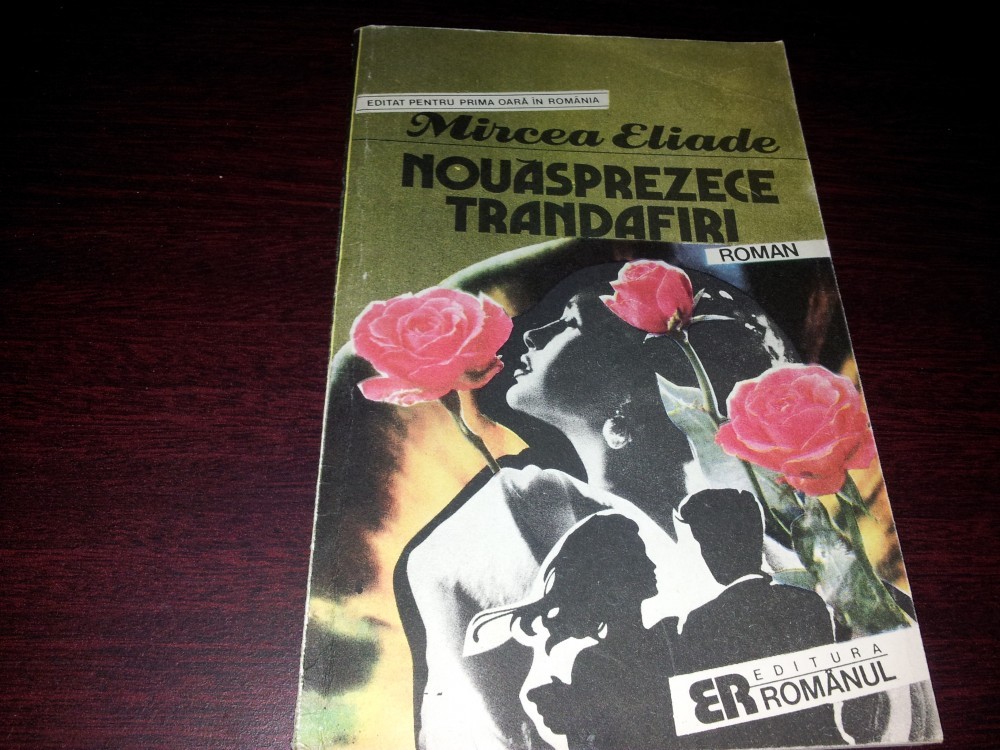 EDITAT PENTRU PRIMA OARĂ ÎN ROMÂNIA
Mircea Eliade
NOUĂSPREZECE
TRANDAFIRI
ROMAN
ER
EDITURA
ROMÂNUL